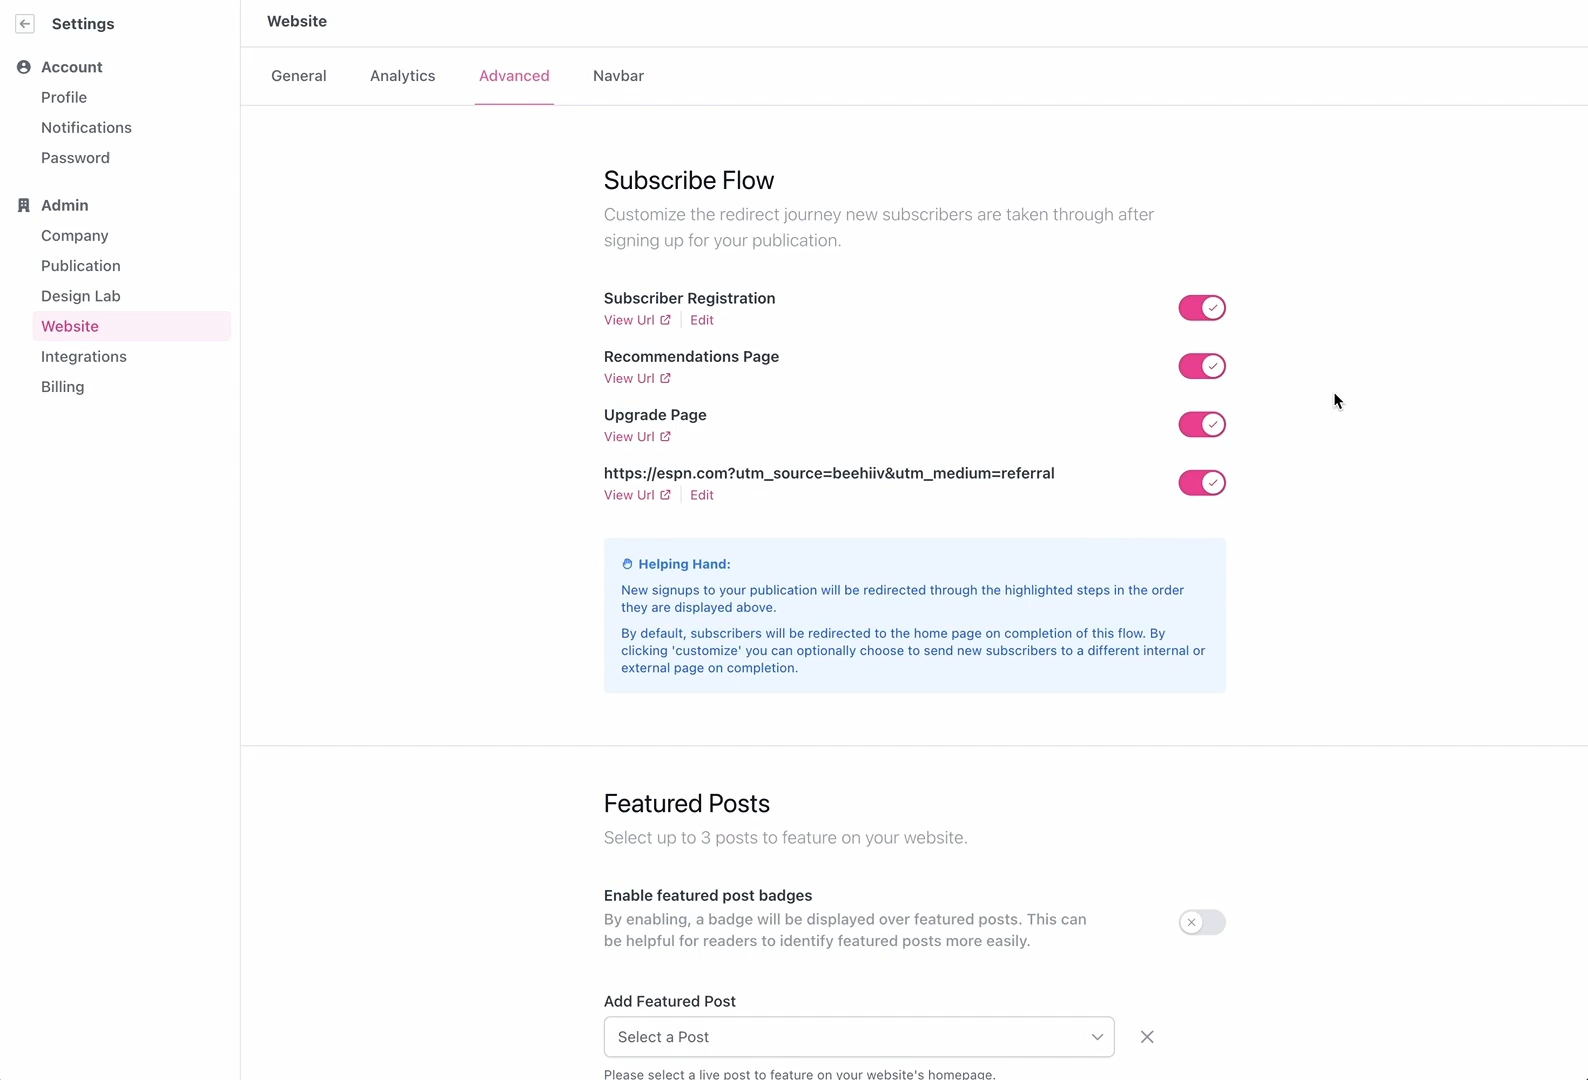 Settings
Account
Profile
Notifications
Password
Admin
Company
Publication
Design Lab
Website
Integrations
Billing
Website
General
Analytics
Advanced
Navbar
Subscribe Flow
Customize the redirect journey new subscribers are taken through after
signing up for your publication.
Subscriber Registration
View Url
Edit
Recommendations Page
View Url
Upgrade Page
View Url
https://espn.com?utm_source=beehiiv&utm_medium=referral
View Url
Edit
Helping Hand:
New signups to your publication will be redirected through the highlighted steps in the order
they are displayed above.
By default, subscribers will be redirected to the home page on completion of this flow. By
clicking 'customize' you can optionally choose to send new subscribers to a different internal or
external page on completion.
Featured Posts
Select up to 3 posts to feature on your website.
Enable featured post badges
By enabling, a badge will be displayed over featured posts. This can
be helpful for readers to identify featured posts more easily.
Add Featured Post
Select a Post
Please select a live post to feature on your website's homepage.